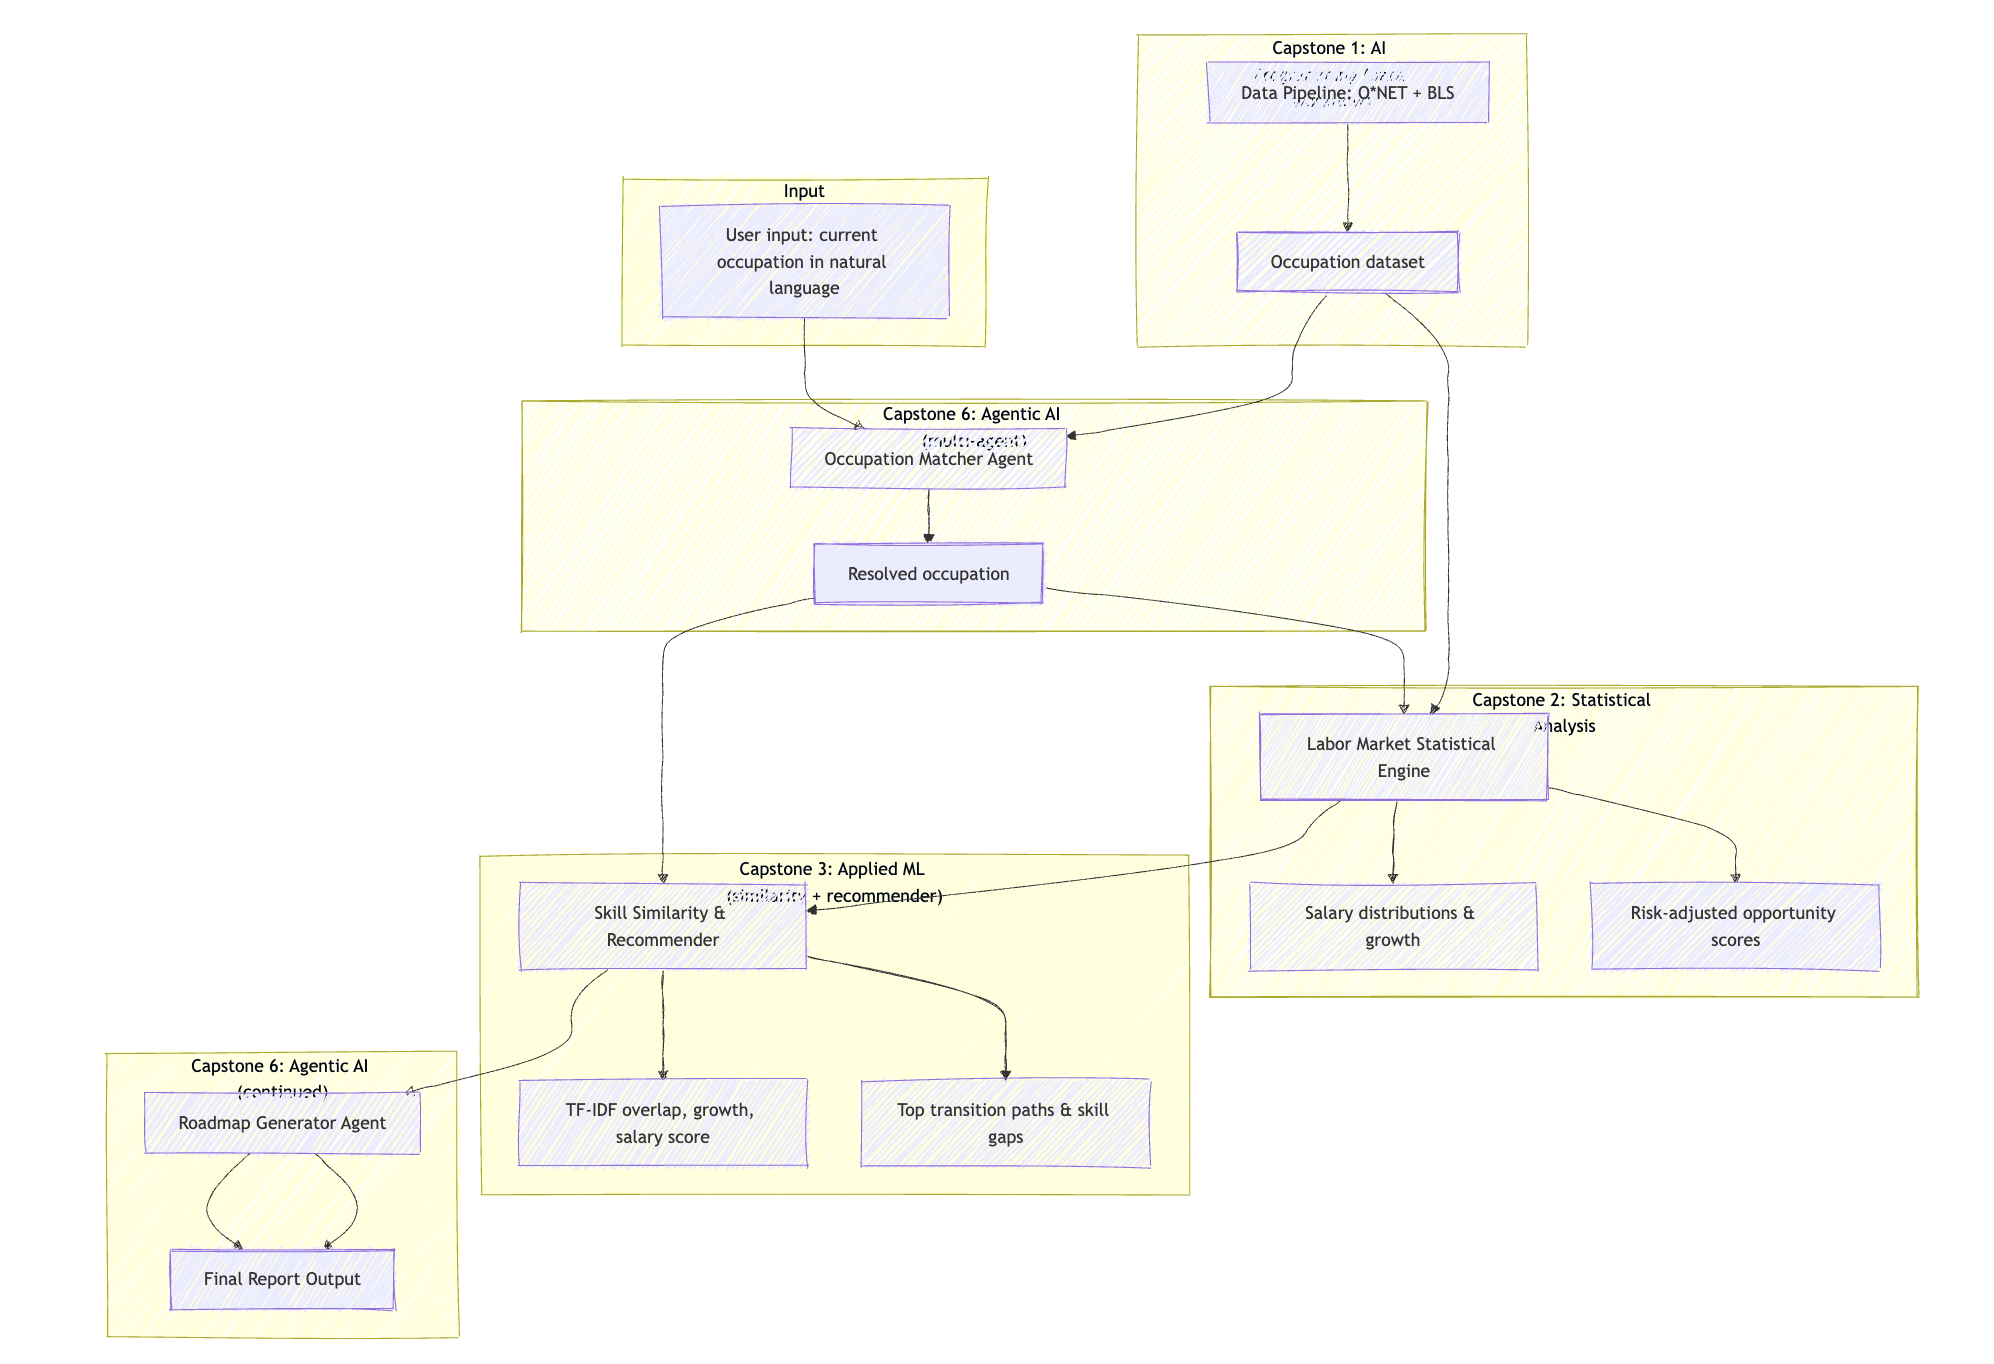 Capstone 1: AI
Data Pipeline: O*NET + BLS
Occupation dataset
Input
User input: current
occupation in natural
language
Capstone 6: Agentic AI
(multi-agent)
Occupation Matcher Agent
Resolved occupation
Capstone 2: Statistical
Analysis
Labor Market Statistical
Engine
Salary distributions &
growth
Risk-adjusted opportunity
scores
Capstone 3: Applied ML
(similarity + recommender)
Skill Similarity &
Recommender
TF-IDF overlap, growth,
salary score
Top transition paths & skill
gaps
Capstone 6: Agentic AI
(continued)
Roadmap Generator Agent
Final Report Output